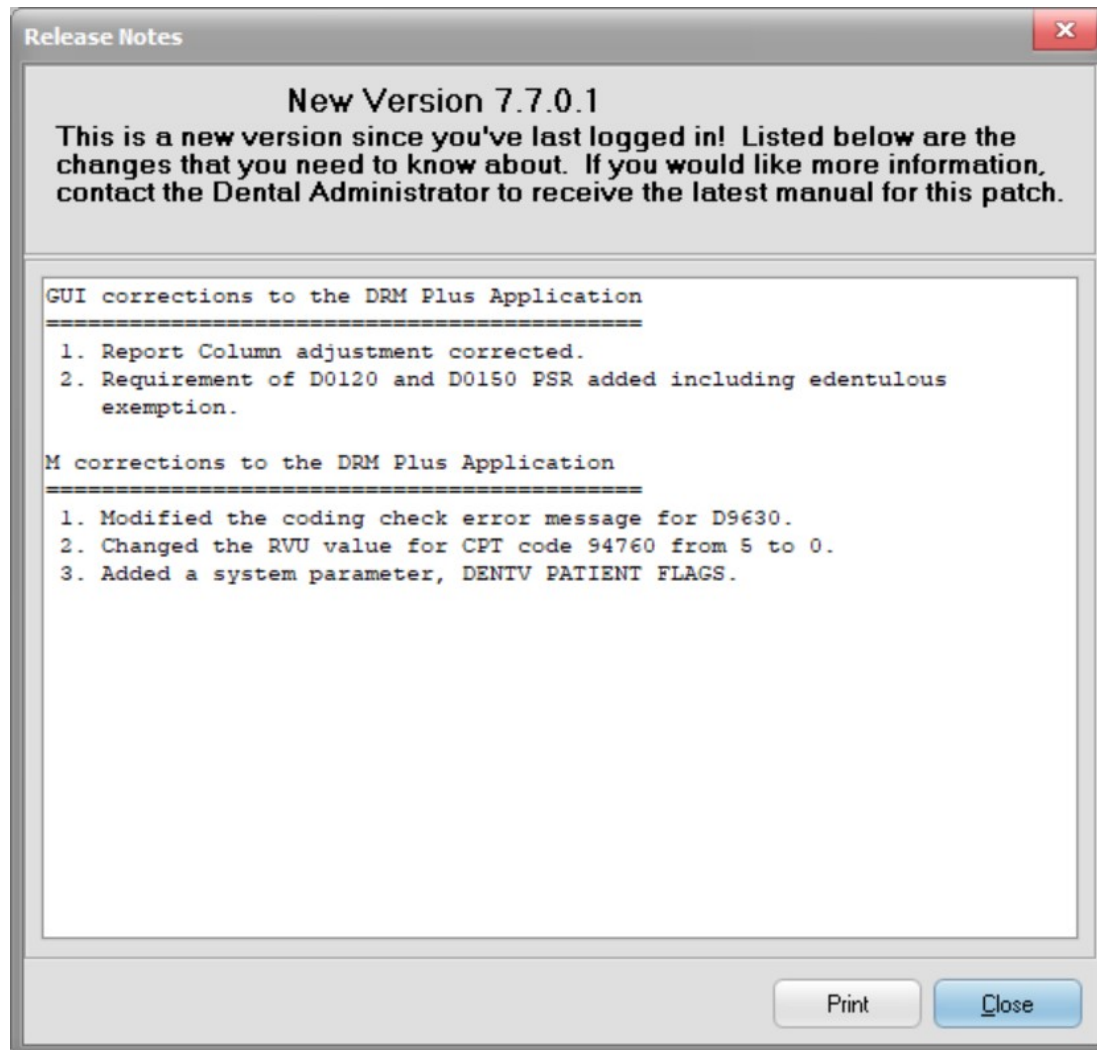 Release Notes
New Version 7.7.0.1
This is a new version since you've last logged in! Listed below are the
changes that you need to know about. If you would like more information,
contact the Dental Administrator to receive the latest manual for this patch.
GUI corrections to the DRM Plus Application
===========================================
1. Report Column adjustment corrected.
2. Requirement of D0120 and D0150 PSR added including edentulous
exemption.
M corrections to the DRM Plus Application
===========================================
1. Modified the coding check error message for D9630.
2. Changed the RVU value for CPT code 94760 from 5 to 0.
3. Added a system parameter, DENTV PATIENT FLAGS.
Print
Close